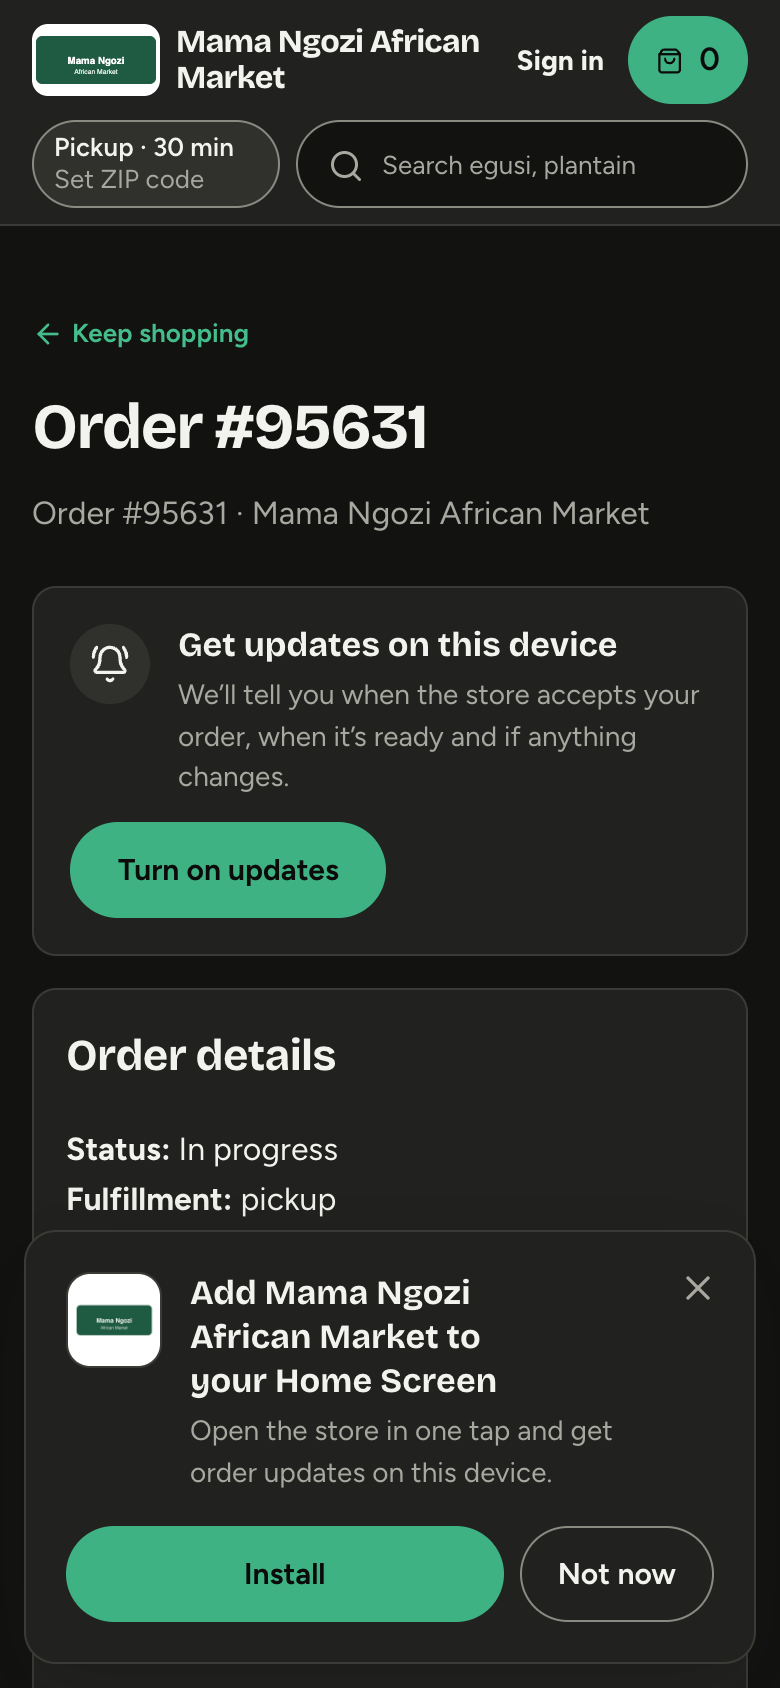 Mama Ngozi
African Market
Mama Ngozi African
Market
Sign in
0
Pickup · 30 min
Set ZIP code
Search egusi, plantain
Keep shopping
Order #95631
Order #95631 · Mama Ngozi African Market
Get updates on this device
We’ll tell you when the store accepts your
order, when it’s ready and if anything
changes.
Turn on updates
Order details
Status: In progress
Fulfillment: pickup
Mama Ngozi
African Market
Add Mama Ngozi
African Market to
your Home Screen
Open the store in one tap and get
order updates on this device.
Install
Not now